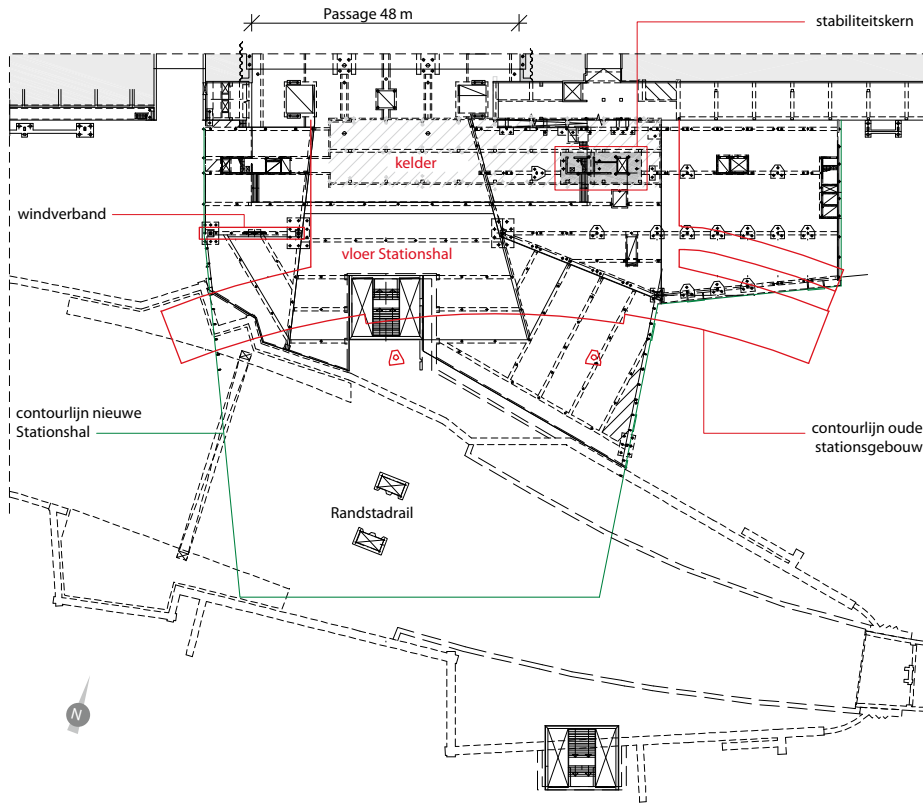 Passage 48 m
stabiliteitskern
kelder
windverband
vloer Stationshal
contourlijn nieuwe
Stationshal
contourlijn oude
stationsgebouw
Randstadrail
N